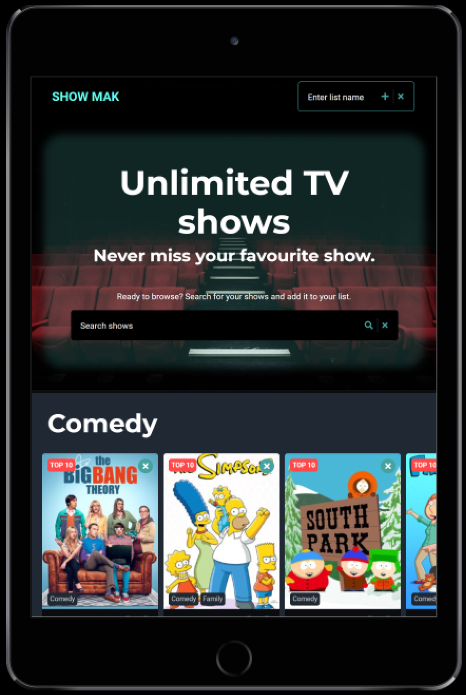 SHOW MAK
Enter list name
Unlimited TV
shows
Never miss your favourite show.
Ready to browse? Search for your shows and add it to your list.
Search shows
Comedy
TOP 10
the
BIG BANG
THEORY
Comedy
TOP 10
THE SIMPSONS
Comedy
Family
TOP 10
SOUTH
PARK
Comedy
TOP 10